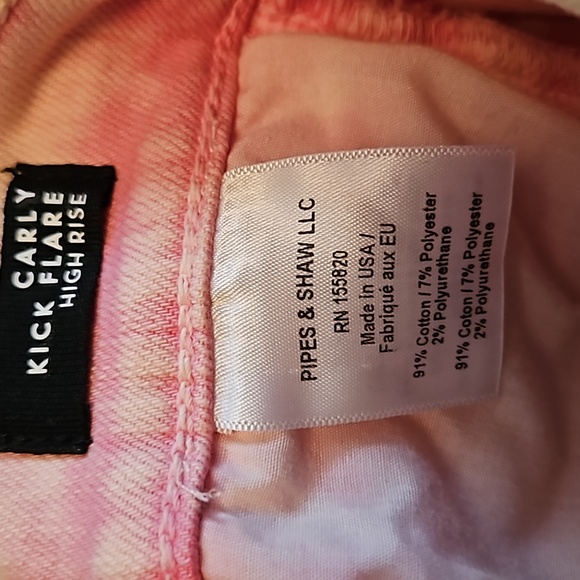 CARLY
KICK FLARE
HIGH RISE
PIPES & SHAW LLC
RN 155820
Made in USA /
Fabriqué aux EU
91% Cotton / 7% Polyester
2% Polyurethane
91% Coton / 7% Polyester
2% Polyurethane